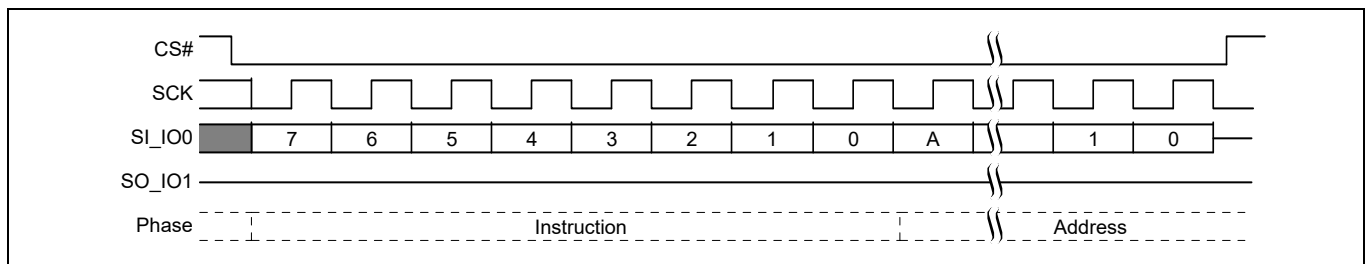 CS#
SCK
SI_IO0 7 6 5 4 3 2 1 0 A 1 0
SO_IO1
Phase Instruction Address